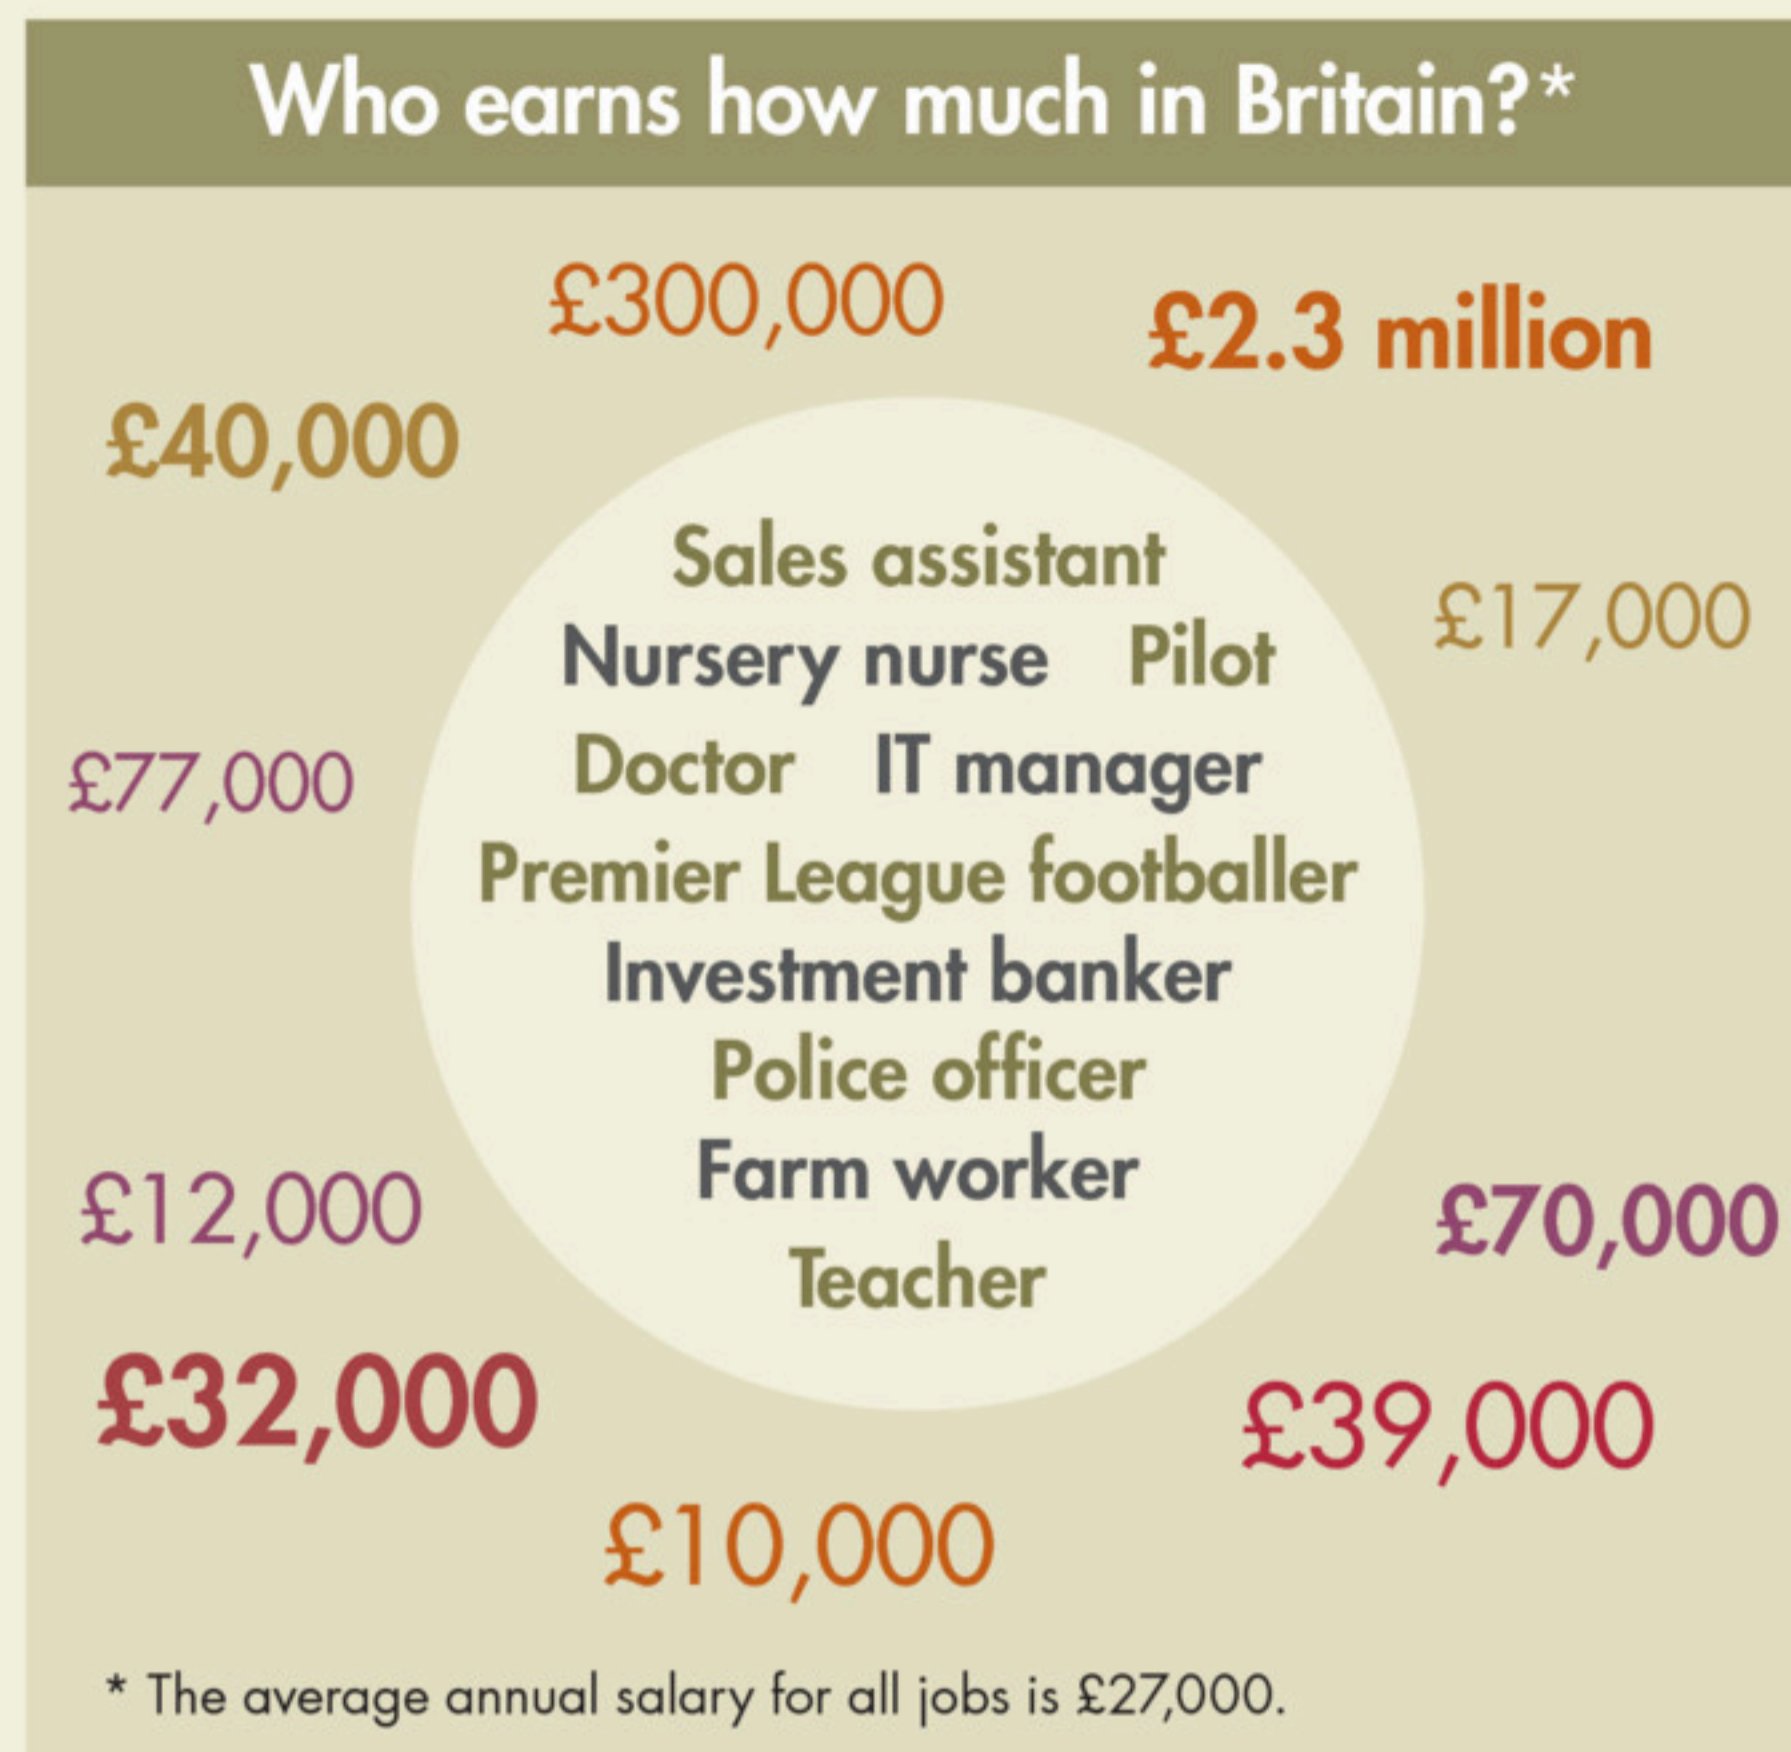 Who earns how much in Britain?*
£300,000
£2.3 million
£40,000
Sales assistant
£17,000
Nursery nurse Pilot
£77,000
Doctor IT manager
Premier League footballer
Investment banker
Police officer
Farm worker
£12,000
£70,000
Teacher
£32,000
£39,000
£10,000
* The average annual salary for all jobs is £27,000.